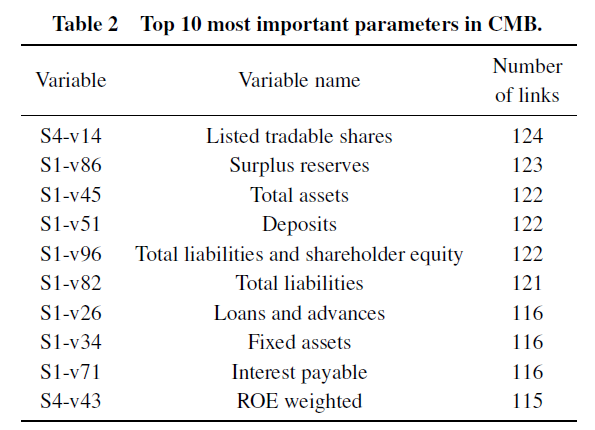 Table 2 Top 10 most important parameters in CMB.
Variable Variable name Number of links
S4-v14 Listed tradable shares 124
S1-v86 Surplus reserves 123
S1-v45 Total assets 122
S1-v51 Deposits 122
S1-v96 Total liabilities and shareholder equity 122
S1-v82 Total liabilities 121
S1-v26 Loans and advances 116
S1-v34 Fixed assets 116
S1-v71 Interest payable 116
S4-v43 ROE weighted 115